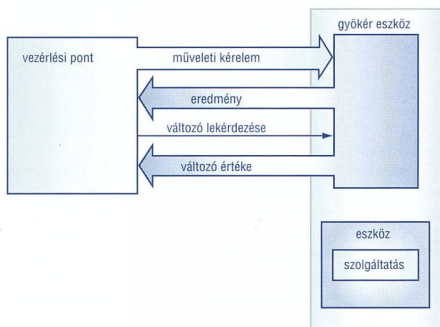 gyökér eszköz
vezérlési pont
műveleti kérelem
eredmény
változó lekérdezése
változó értéke
eszköz
szolgáltatás